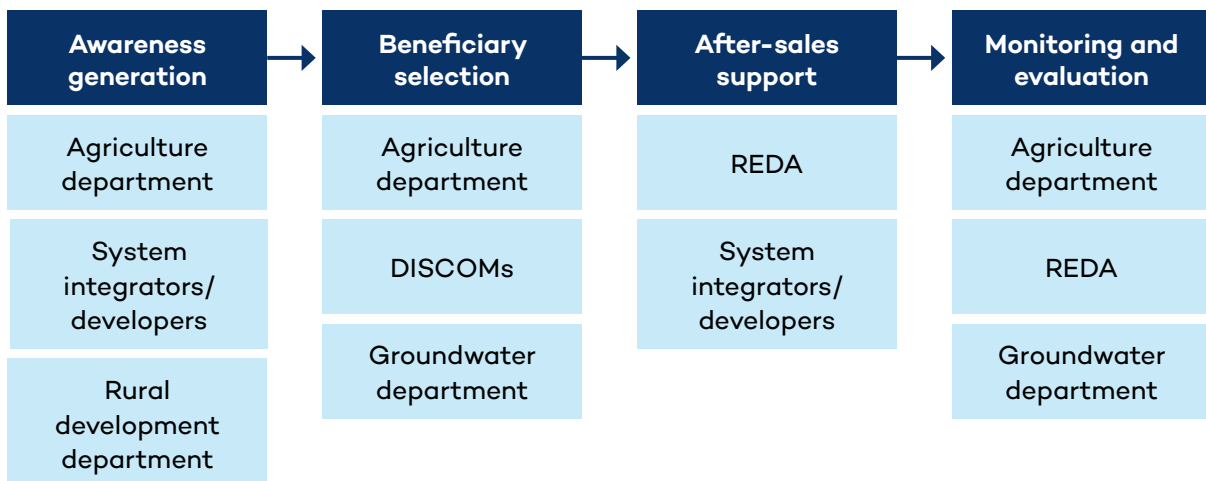 Awareness
generation
Beneficiary
selection
After-sales
support
Monitoring and
evaluation
Agriculture
department
System
integrators/
developers
Rural
development
department
Agriculture
department
DISCOMs
Groundwater
department
REDA
System
integrators/
developers
Agriculture
department
REDA
Groundwater
department